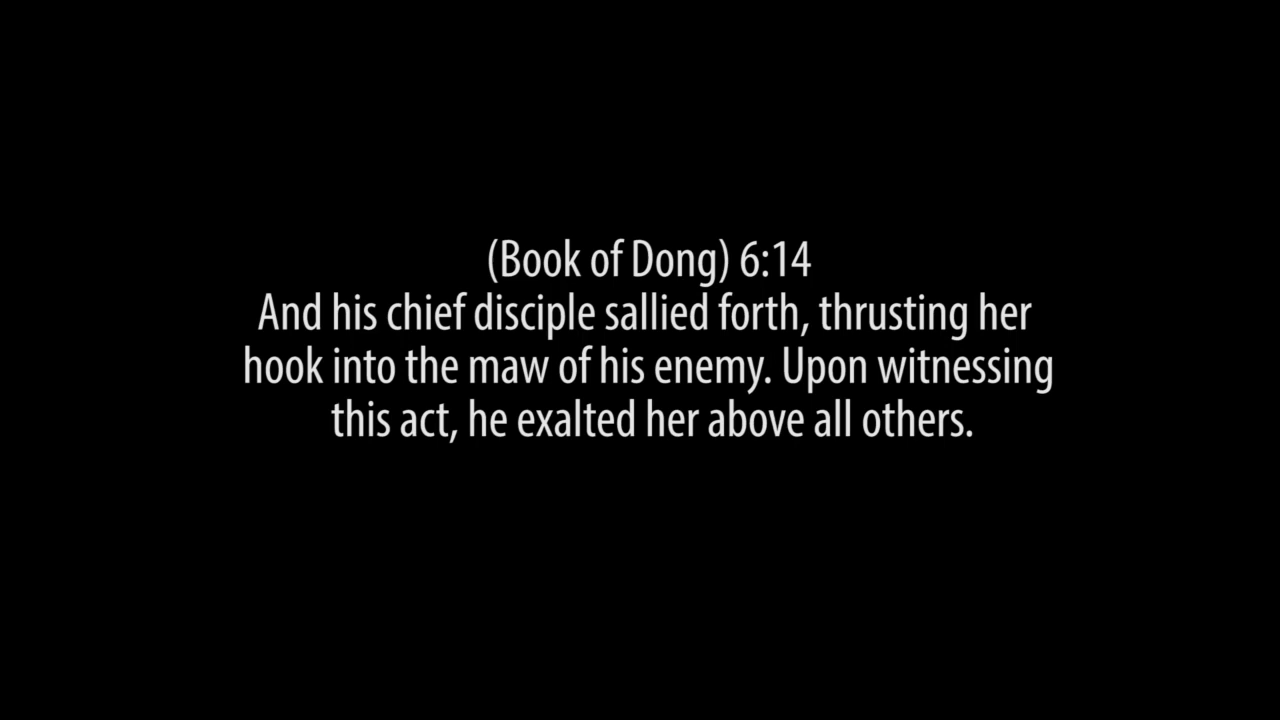 (Book of Dong) 6:14
And his chief disciple sallied forth, thrusting her
hook into the maw of his enemy. Upon witnessing
this act, he exalted her above all others.